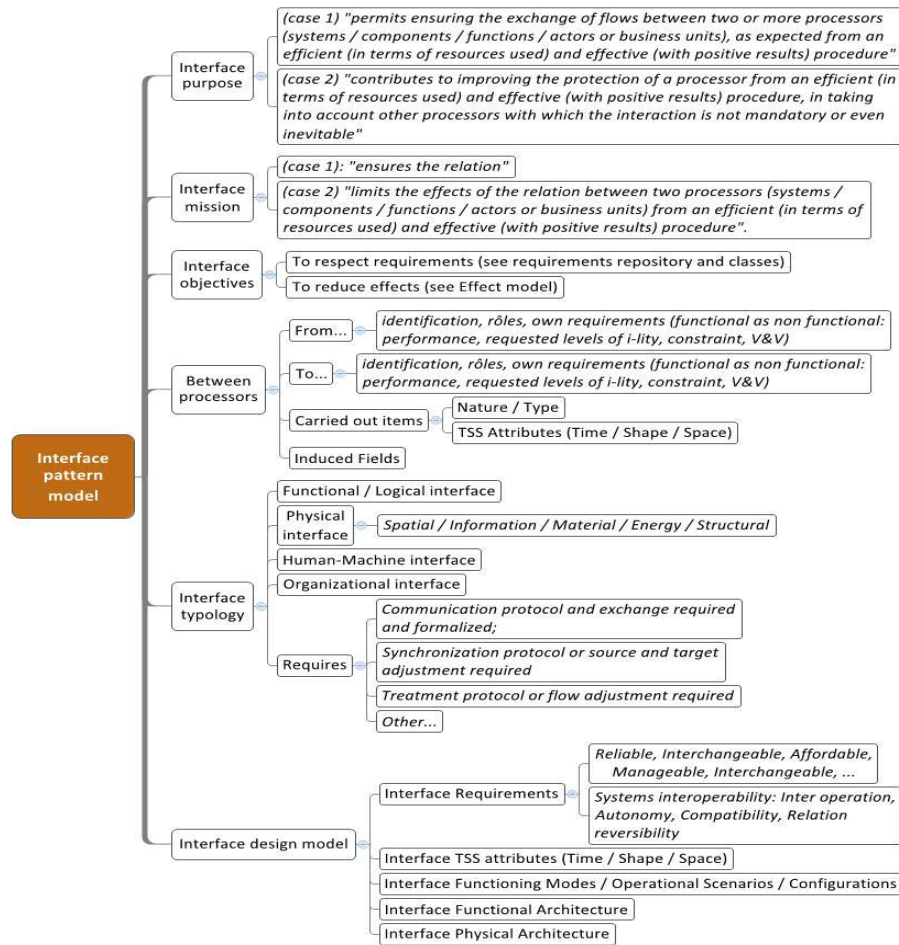 Interface
pattern
model
Interface
purpose
(case 1) "permits ensuring the exchange of flows between two or more processors
(systems / components / functions / actors or business units), as expected from an
efficient (in terms of resources used) and effective (with positive results) procedure"
(case 2) "contributes to improving the protection of a processor from an efficient (in
terms of resources used) and effective (with positive results) procedure, in taking
into account other processors with which the interaction is not mandatory or even
inevitable"
Interface
mission
(case 1): "ensures the relation"
(case 2) "limits the effects of the relation between two processors (systems /
components / functions / actors or business units) from an efficient (in terms of
resources used) and effective (with positive results) procedure".
Interface
objectives
To respect requirements (see requirements repository and classes)
To reduce effects (see Effect model)
Between
processors
From...
identification, rôles, own requirements (functional as non functional:
performance, requested levels of i-lity, constraint, V&V)
To...
identification, rôles, own requirements (functional as non functional:
performance, requested levels of i-lity, constraint, V&V)
Carried out items
Nature / Type
TSS Attributes (Time / Shape / Space)
Induced Fields
Interface
typology
Functional / Logical interface
Physical
interface
Spatial / Information / Material / Energy / Structural
Human-Machine interface
Organizational interface
Requires
Communication protocol and exchange required
and formalized;
Synchronization protocol or source and target
adjustment required
Treatment protocol or flow adjustment required
Other...
Interface design model
Interface Requirements
Reliable, Interchangeable, Affordable,
Manageable, Interchangeable, ...
Systems interoperability: Inter operation,
Autonomy, Compatibility, Relation
reversibility
Interface TSS attributes (Time / Shape / Space)
Interface Functioning Modes / Operational Scenarios / Configurations
Interface Functional Architecture
Interface Physical Architecture